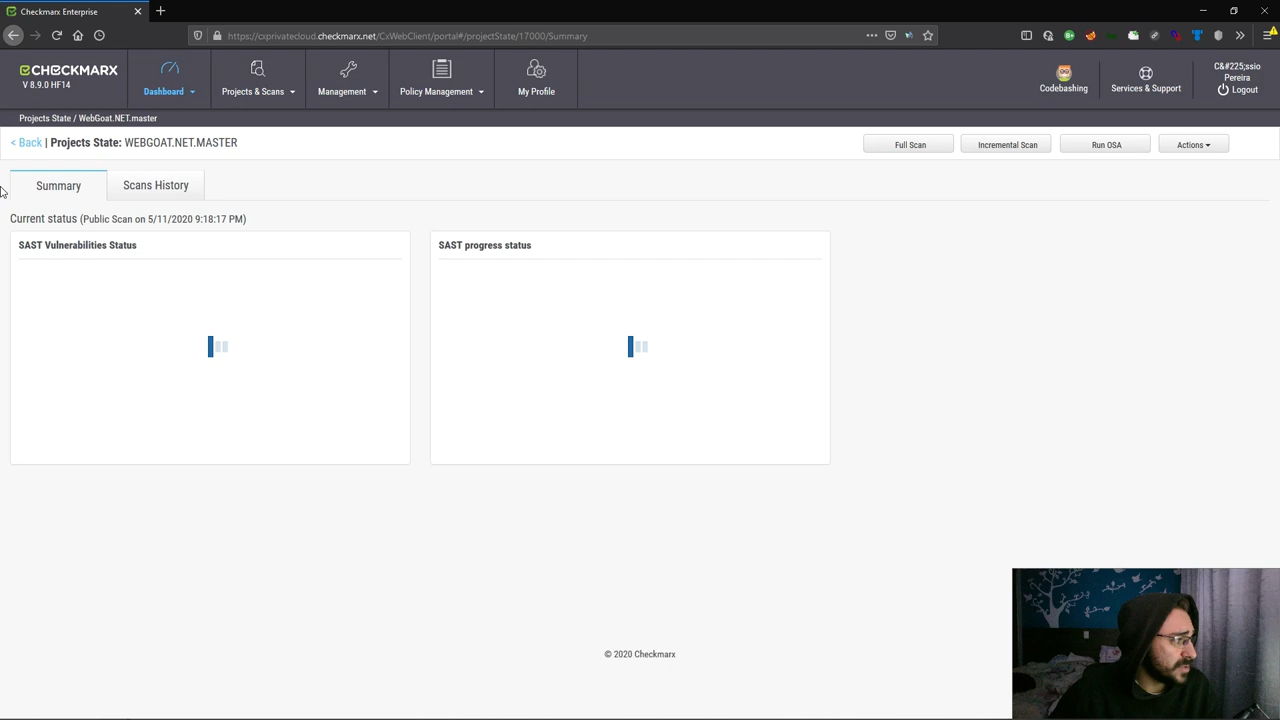 Checkmarx Enterprise
https://cxprivatecloud.checkmarx.net/CxWebClient/portal#/projectState/17000/Summary
CHECKMARX
V 8.9.0 HF14
Dashboard
Projects & Scans
Management
Policy Management
My Profile
Codebashing
Services & Support
C&#225;ssio
Pereira
Logout
Projects State / WebGoat.NET.master
< Back | Projects State: WEBGOAT.NET.MASTER
Full Scan
Incremental Scan
Run OSA
Actions
Summary
Scans History
Current status (Public Scan on 5/11/2020 9:18:17 PM)
SAST Vulnerabilities Status
SAST progress status
© 2020 Checkmarx